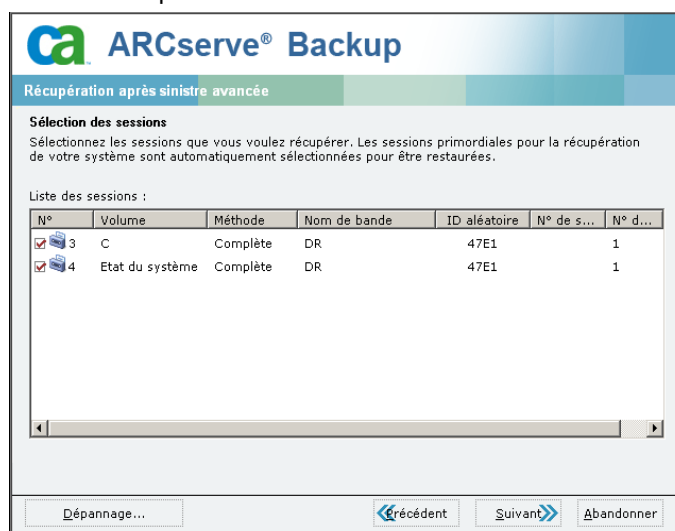 ca ARCserve® Backup
Récupération après sinistre avancée
Sélection des sessions
Sélectionnez les sessions que vous voulez récupérer. Les sessions primordiales pour la récupération
de votre système sont automatiquement sélectionnées pour être restaurées.
Liste des sessions :
N° Volume Méthode Nom de bande ID aléatoire N° de s... N° d...
3 C Complète DR 47E1 1
4 Etat du système Complète DR 47E1 1
Dépannage... Précédent Suivant Abandonner